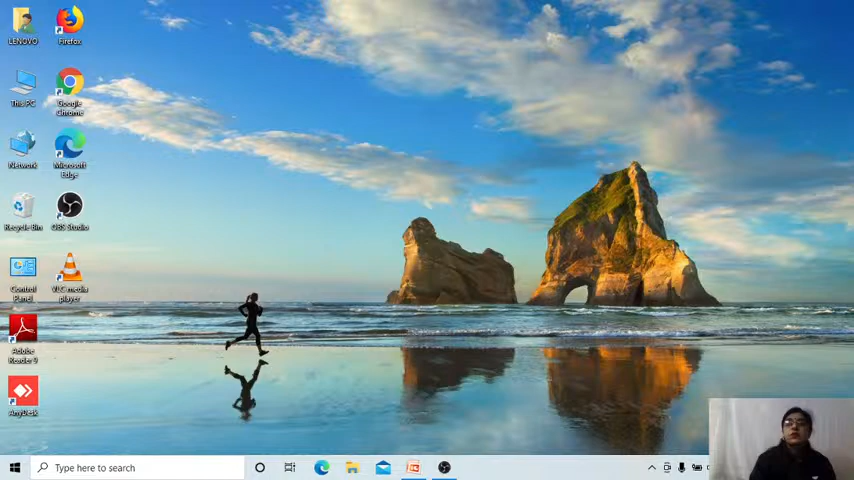 LENOVO
Firefox
This PC
Google
Chrome
Network
Microsoft
Edge
Recycle Bin
OBS Studio
Control
Panel
VLC media
player
Adobe
Reader 9
AnyDesk
Type here to search